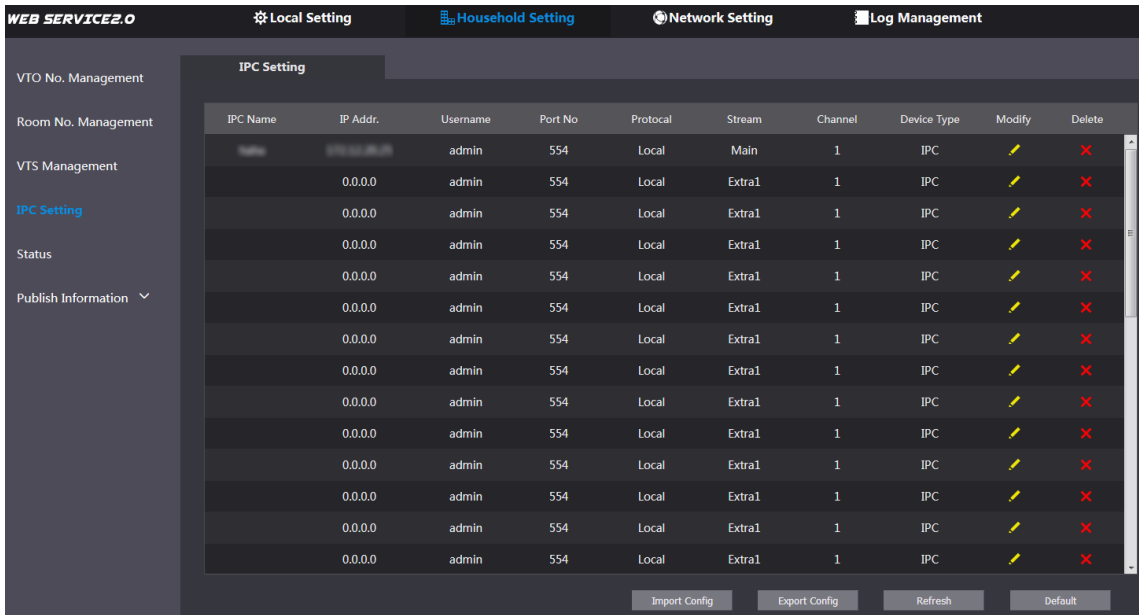 WEB SERVICE2.0 Local Setting Household Setting Network Setting Log Management
IPC Setting
VTO No. Management
Room No. Management
VTS Management
IPC Setting
Status
Publish Information
IPC Name IP Addr. Username Port No Protocal Stream Channel Device Type Modify Delete
admin 554 Local Main 1 IPC
0.0.0.0 admin 554 Local Extra1 1 IPC
0.0.0.0 admin 554 Local Extra1 1 IPC
0.0.0.0 admin 554 Local Extra1 1 IPC
0.0.0.0 admin 554 Local Extra1 1 IPC
0.0.0.0 admin 554 Local Extra1 1 IPC
0.0.0.0 admin 554 Local Extra1 1 IPC
0.0.0.0 admin 554 Local Extra1 1 IPC
0.0.0.0 admin 554 Local Extra1 1 IPC
0.0.0.0 admin 554 Local Extra1 1 IPC
0.0.0.0 admin 554 Local Extra1 1 IPC
0.0.0.0 admin 554 Local Extra1 1 IPC
0.0.0.0 admin 554 Local Extra1 1 IPC
0.0.0.0 admin 554 Local Extra1 1 IPC
Import Config Export Config Refresh Default